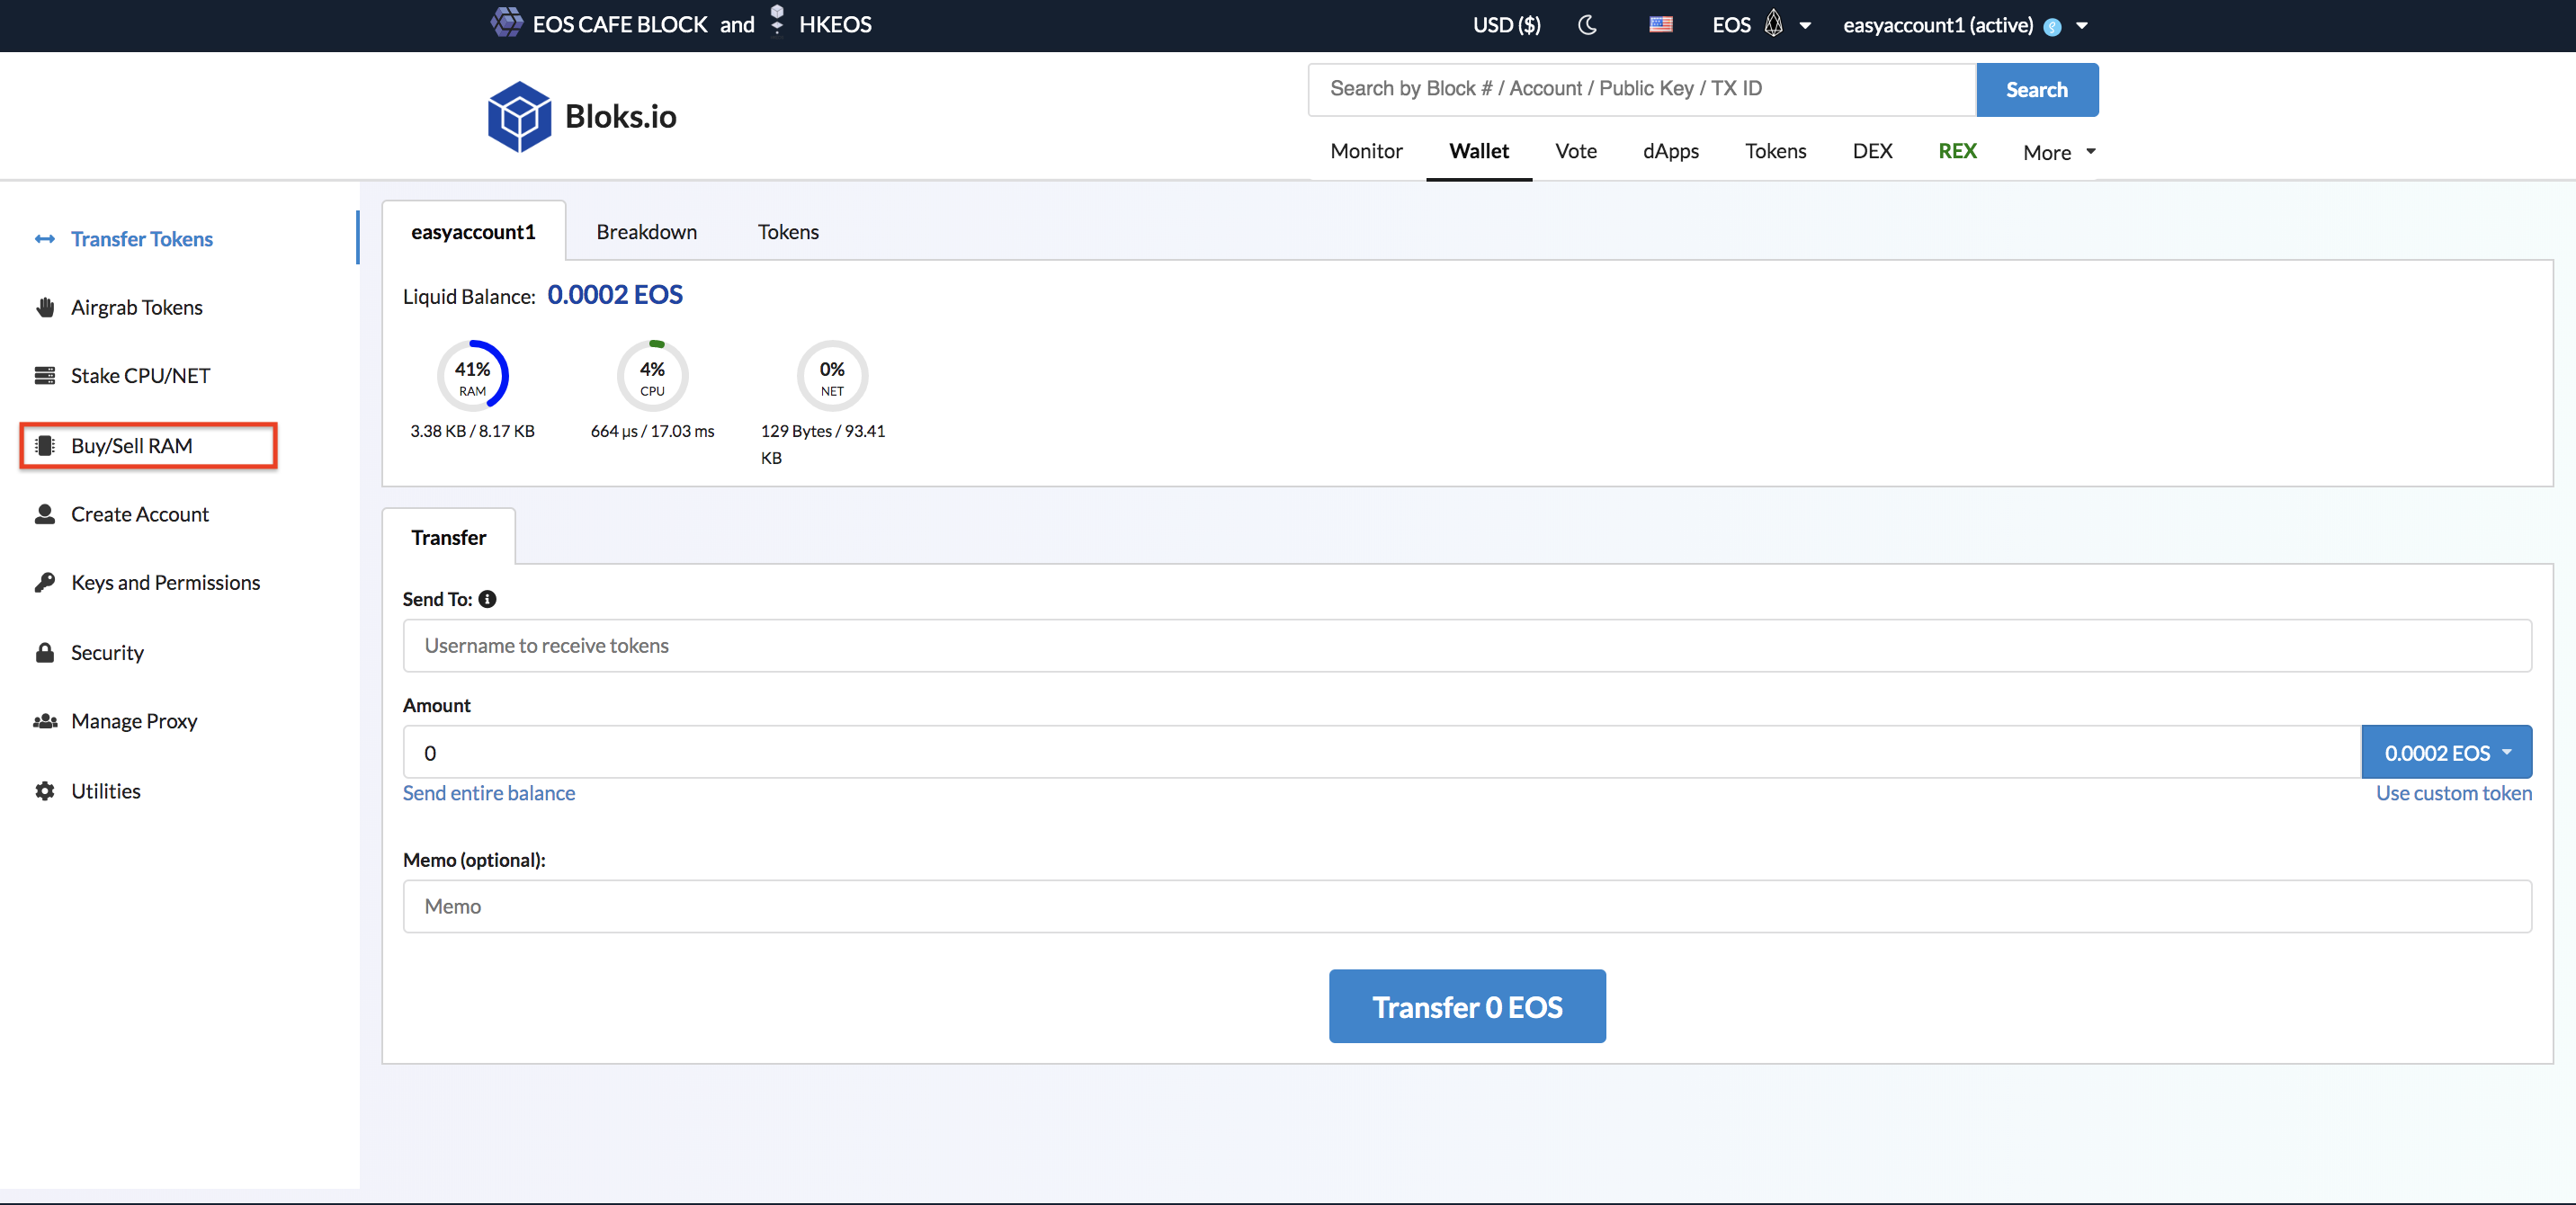 EOS CAFE BLOCK and HKEOS
USD ($) EOS easyaccount1 (active)
Bloks.io
Search by Block # / Account / Public Key / TX ID Search
Monitor Wallet Vote dApps Tokens DEX REX More
Transfer Tokens
Airgrab Tokens
Stake CPU/NET
Buy/Sell RAM
Create Account
Keys and Permissions
Security
Manage Proxy
Utilities
easyaccount1 Breakdown Tokens
Liquid Balance: 0.0002 EOS
41% 4% 0%
RAM CPU NET
3.38 KB / 8.17 KB 664 µs / 17.03 ms 129 Bytes / 93.41
KB
Transfer
Send To:
Username to receive tokens
Amount
0 0.0002 EOS
Send entire balance Use custom token
Memo (optional):
Memo
Transfer 0 EOS